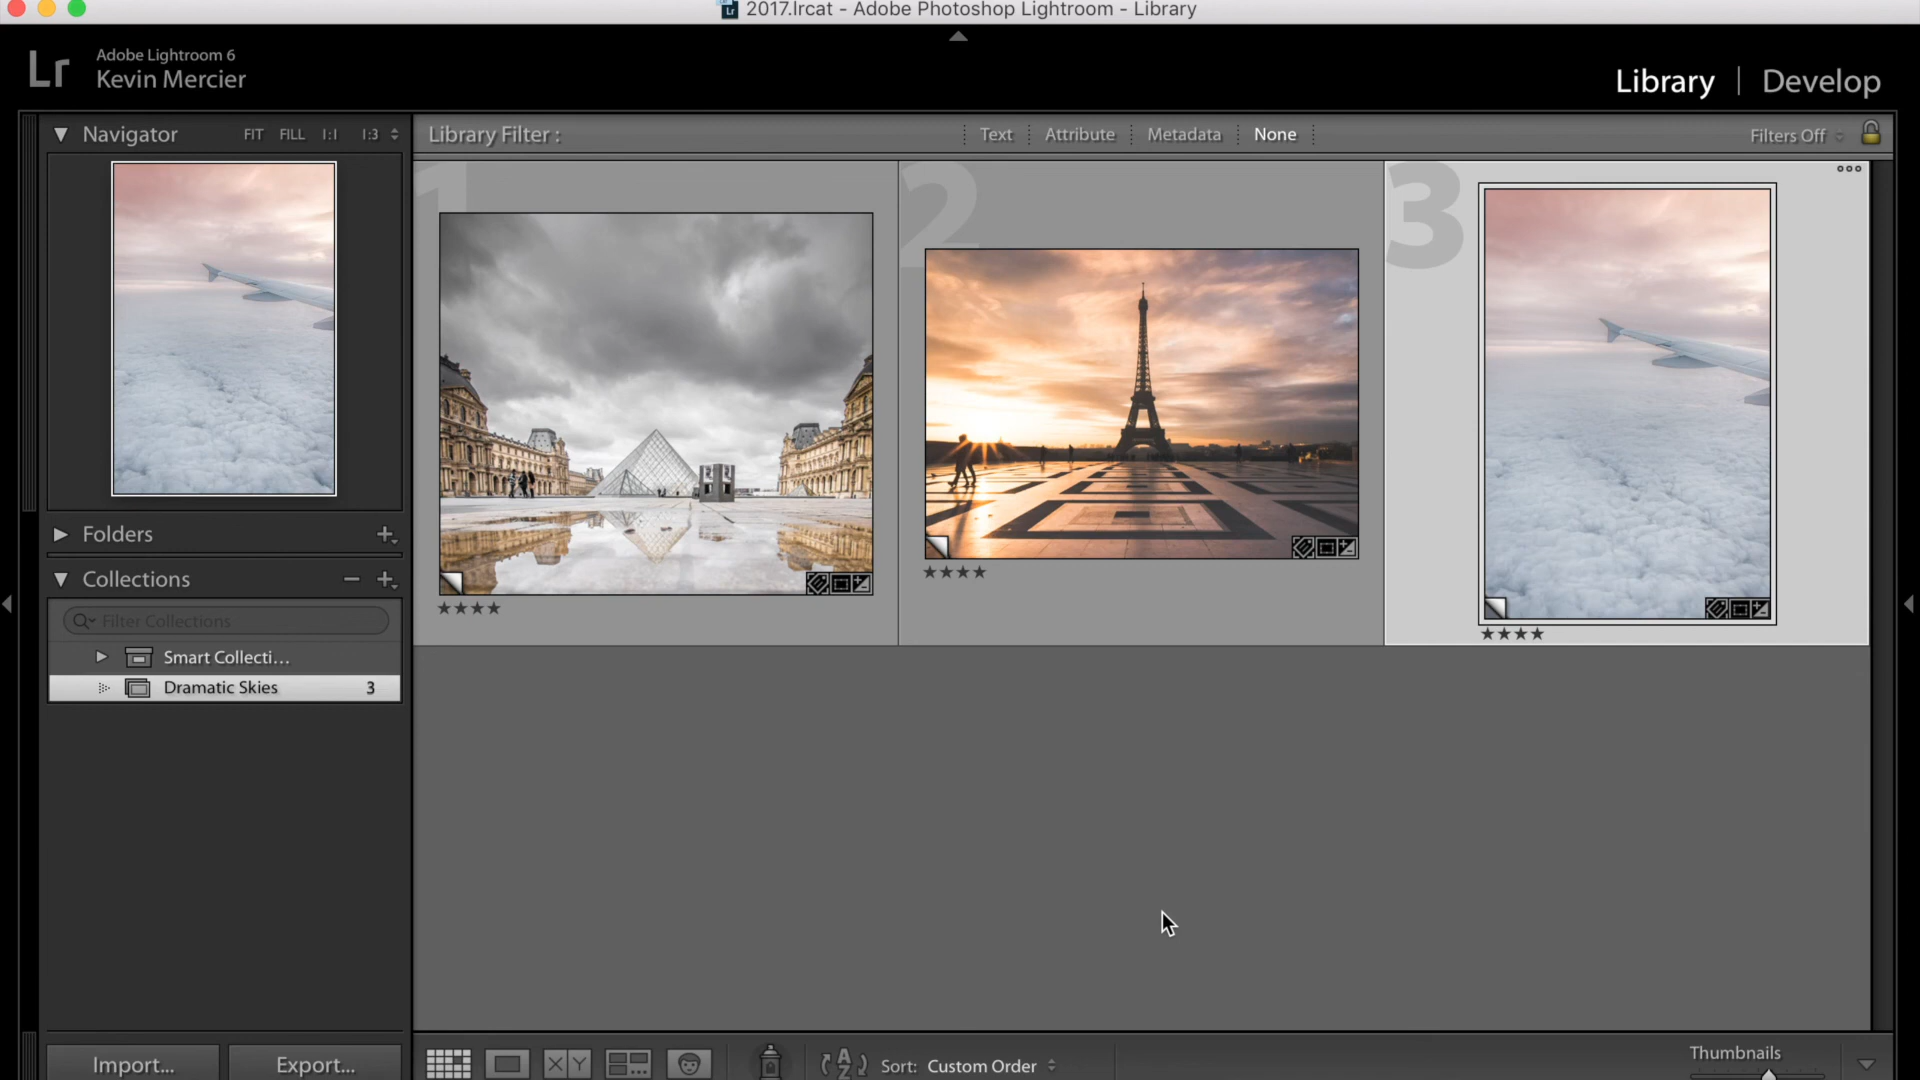 2017.lrcat - Adobe Photoshop Lightroom - Library
Lr
Adobe Lightroom 6
Kevin Mercier
Library | Develop
Navigator FIT FILL 1:1 1:3
Library Filter : Text Attribute Metadata None Filters Off
1 2 3
Folders
Collections
Filter Collections
Smart Collecti...
Dramatic Skies 3
Import... Export... XY Sort: Custom Order Thumbnails